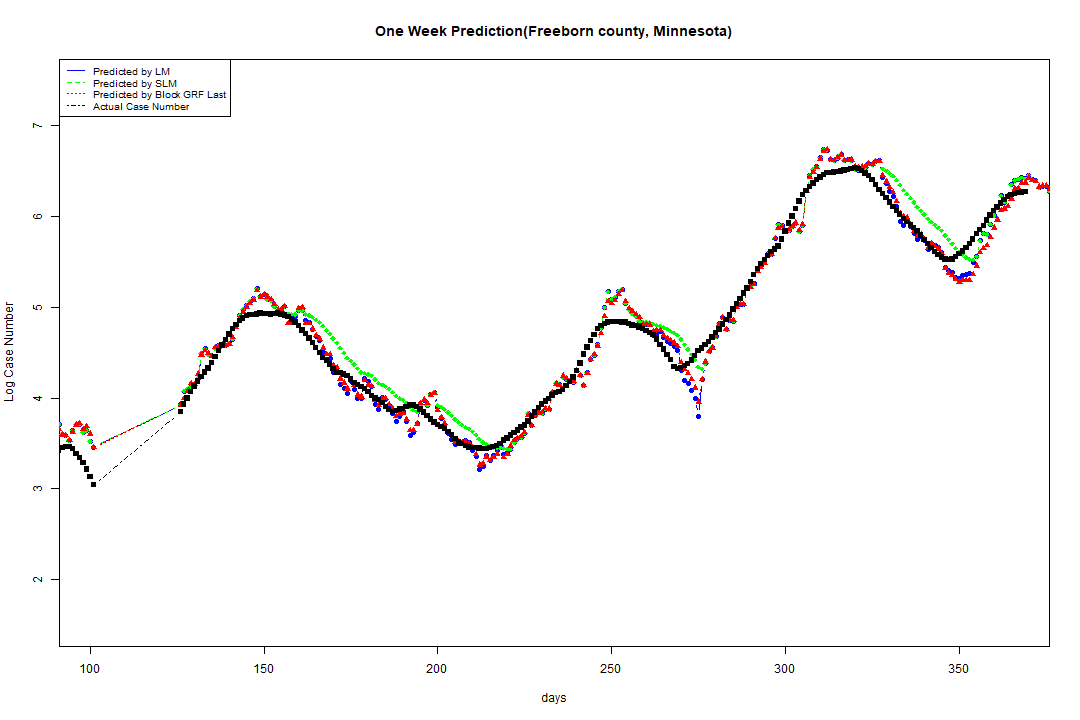 One Week Prediction(Freeborn county, Minnesota)
Predicted by LM
Predicted by SLM
Predicted by Block GRF Last
Actual Case Number
7
6
5
4
3
2
Log Case Number
100 150 200 250 300 350
days